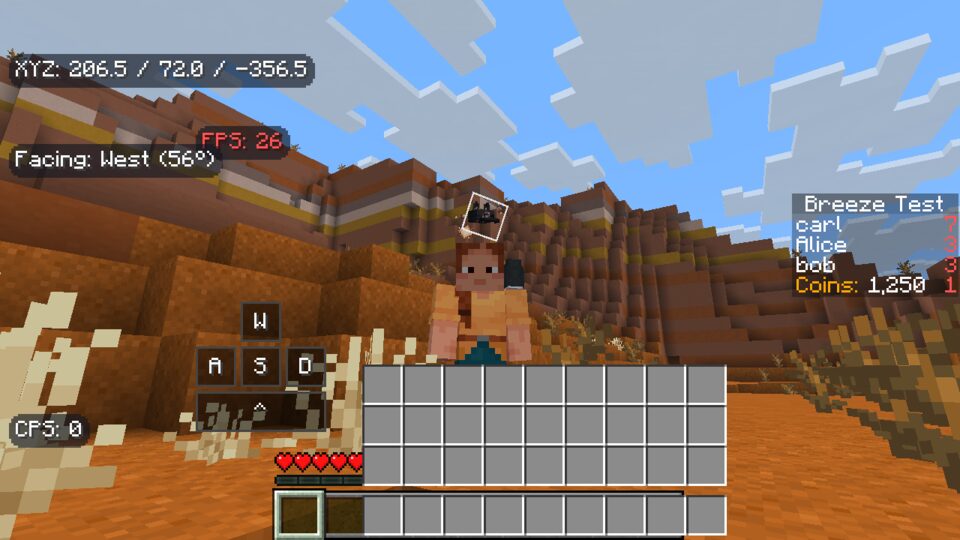 XYZ: 206.5 / 72.0 / -356.5
FPS: 26
Facing: West (56°)
Breeze Test
carl 7
Alice 3
bob 3
Coins: 1,250 1
W
A S D
^
CPS: 0